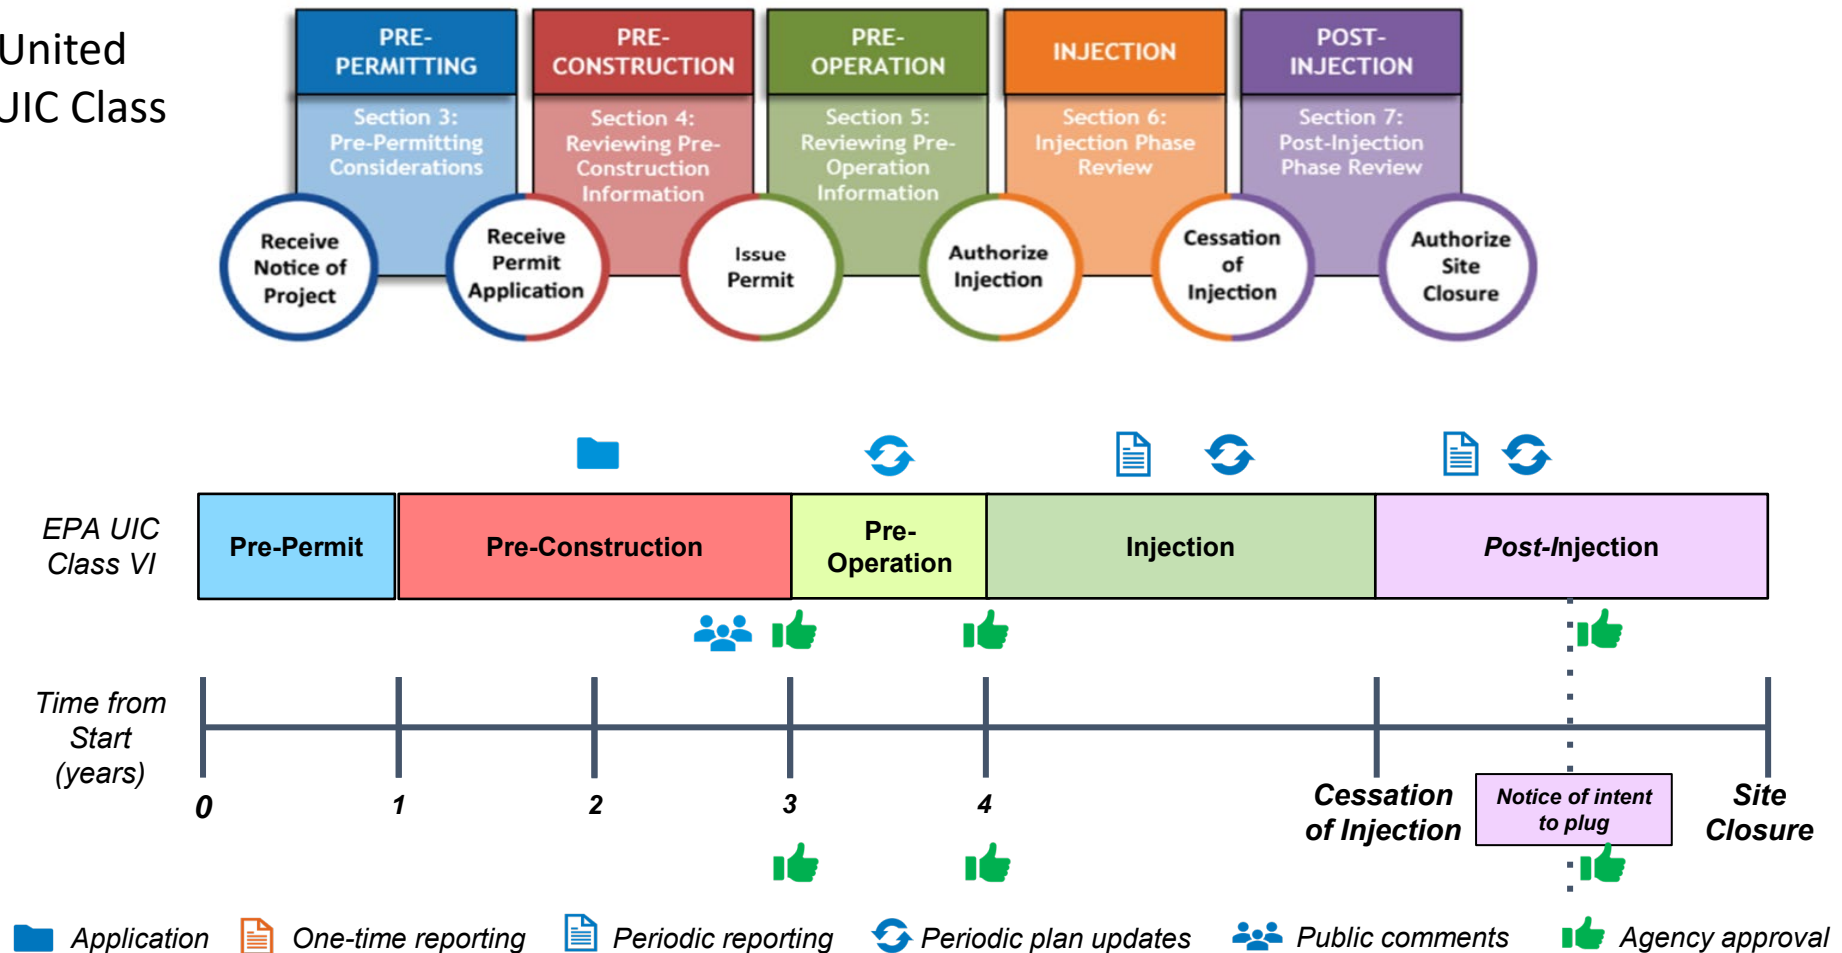 United
UIC Class
PRE-
PERMITTING
PRE-
CONSTRUCTION
PRE-
OPERATION
INJECTION
POST-
INJECTION
Section 3:
Pre-Permitting
Considerations
Section 4:
Reviewing Pre-
Construction
Information
Section 5:
Reviewing Pre-
Operation
Information
Section 6:
Injection Phase
Review
Section 7:
Post-Injection
Phase Review
Receive
Notice of
Project
Receive
Permit
Application
Issue
Permit
Authorize
Injection
Cessation
of
Injection
Authorize
Site
Closure
EPA UIC
Class VI
Pre-Permit
Pre-Construction
Pre-
Operation
Injection
Post-Injection
Time from
Start
(years)
0
1
2
3
4
Cessation
of Injection
Notice of intent
to plug
Site
Closure
Application
One-time reporting
Periodic reporting
Periodic plan updates
Public comments
Agency approval